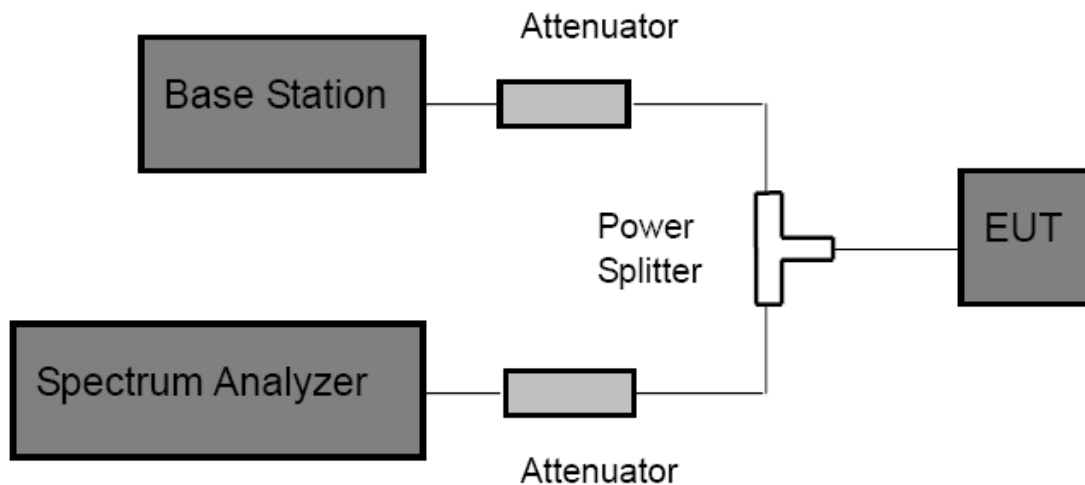 Attenuator
Base Station
Power
Splitter
EUT
Spectrum Analyzer
Attenuator